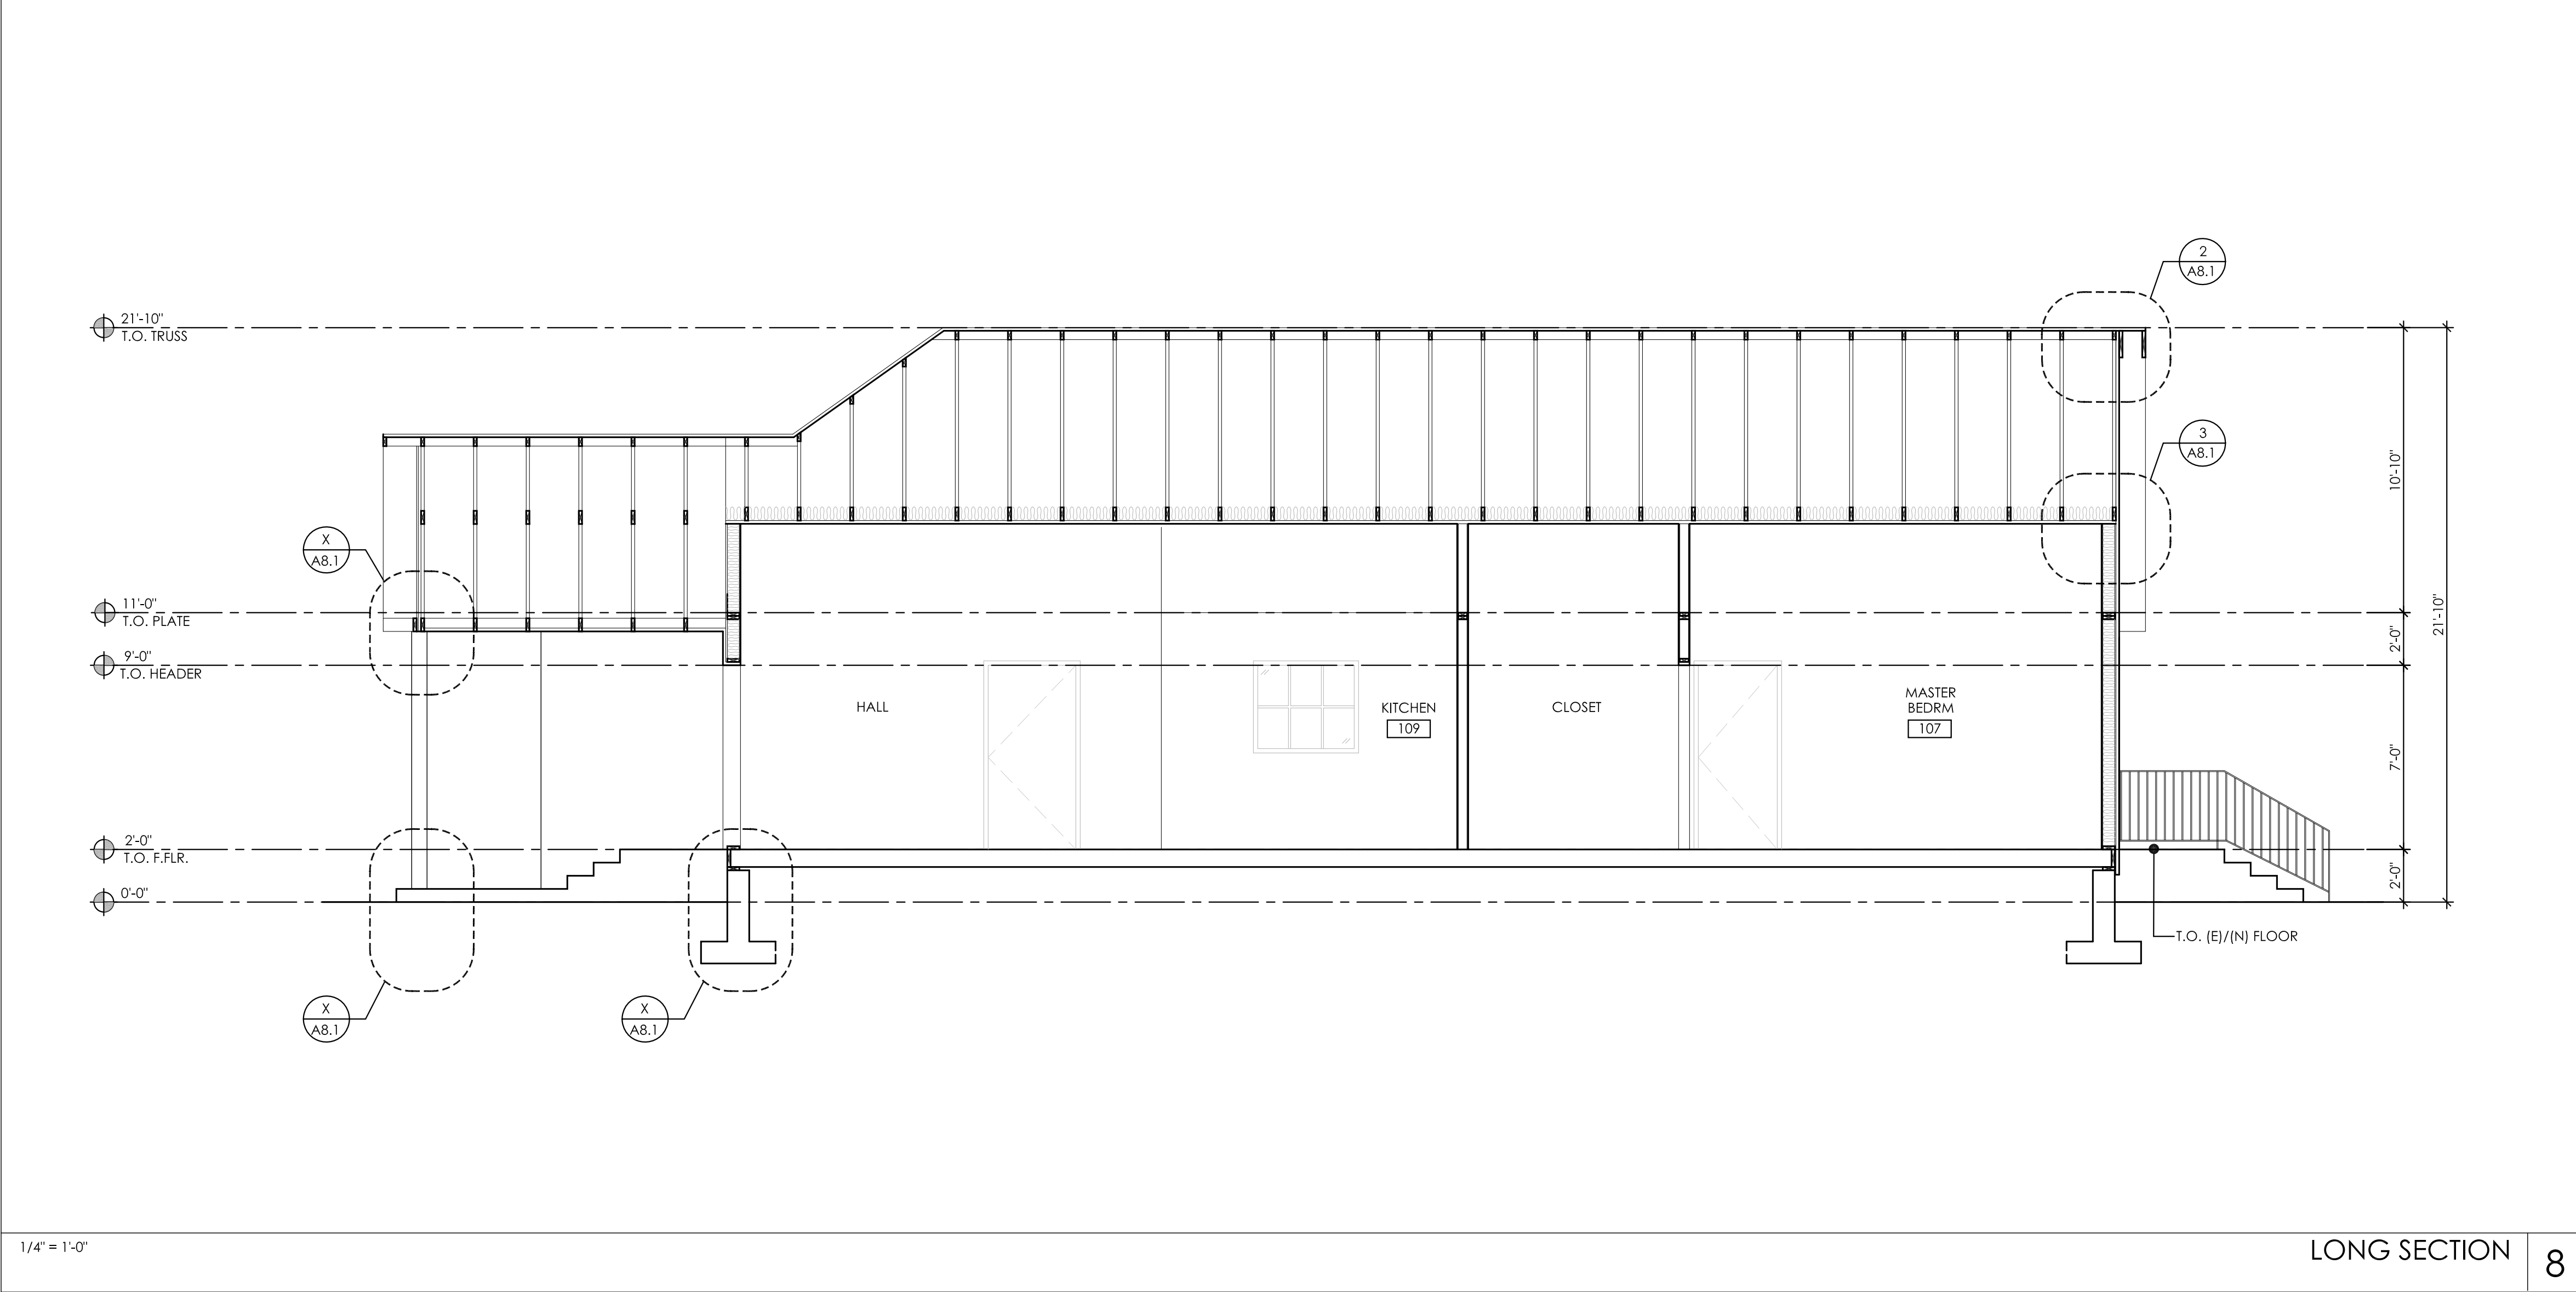 2
A8.1
21'-10"
T.O. TRUSS
3
A8.1
10'-10"
X
A8.1
11'-0"
T.O. PLATE
21'-10"
2'-0"
9'-0"
T.O. HEADER
HALL
KITCHEN
109
CLOSET
MASTER
BEDRM
107
7'-0"
2'-0"
T.O. F.FLR.
2'-0"
0'-0"
T.O. (E)/(N) FLOOR
X
A8.1
X
A8.1
1/4" = 1'-0"
LONG SECTION
8